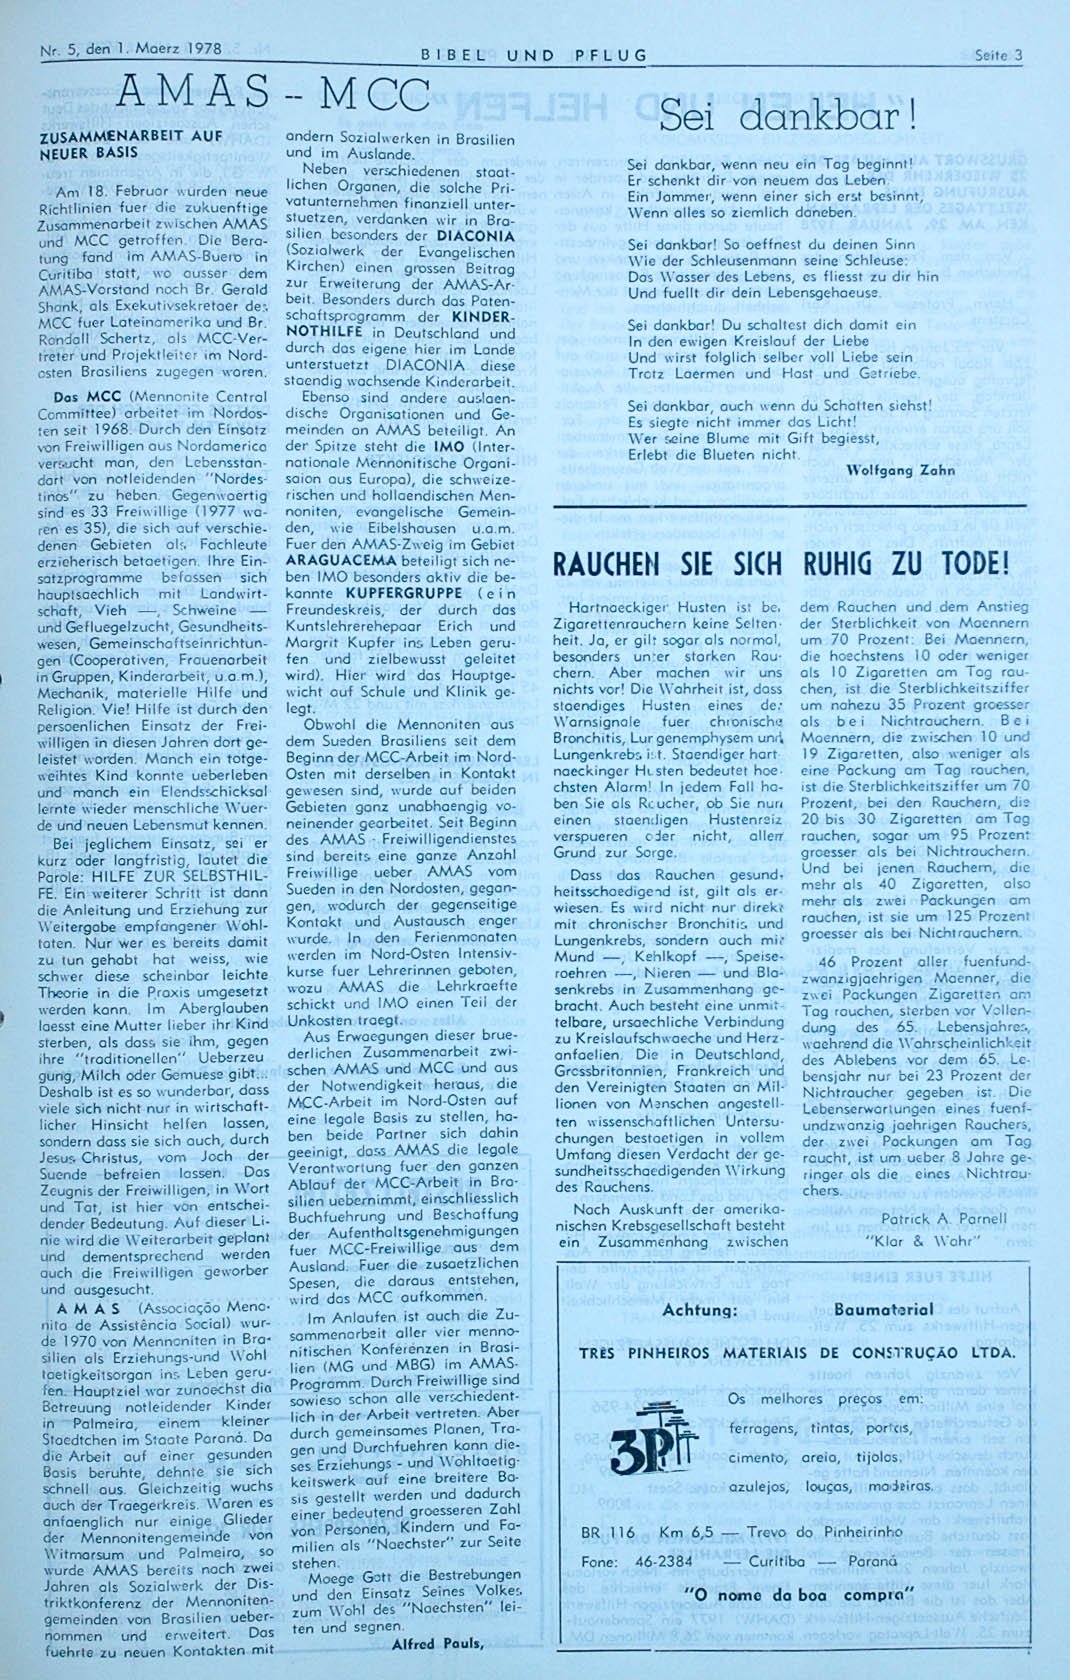 Nr. 5, den 1. Maerz 1978
BIBEL UND PFLUG
Seite 3
AMAS -- MCC
ZUSAMMENARBEIT AUF
NEUER BASIS
Am 18. Februar wurden neue
Richtlinien fuer die zukuenftige
Zusammenarbeit zwischen AMAS
und MCC getroffen. Die Bera-
tung fand im AMAS-Buero in
Curitiba statt, wo ausser dem
AMAS-Vorstand noch Br. Gerald
Shank, als Exekutivsekretaer des
MCC fuer Lateinamerika und Br.
Randall Schertz, als MCC-Ver-
treter und Projektleiter im Nord-
osten Brasiliens zugegen waren.
Das MCC (Mennonite Central
Committee) arbeitet im Nordos-
ten seit 1968. Durch den Einsatz
von Freiwilligen aus Nordamerica
versucht man, den Lebensstan-
dart von notleidenden "Nordes-
tinos" zu heben. Gegenwaertig
sind es 33 Freiwillige (1977 wa-
ren es 35), die sich auf verschie-
denen Gebieten als Fachleute
erzieherisch betaetigen. Ihre Ein-
satzprogramme befassen sich
hauptsaechlich mit Landwirt-
schaft, Vieh —, Schweine —
und Gefluegelzucht, Gesundheits-
wesen, Gemeinschaftseinrichtun-
gen (Cooperativen, Frauenarbeit
in Gruppen, Kinderarbeit, u.a.m.),
Mechanik, materielle Hilfe und
Religion. Viel Hilfe ist durch den
persoenlichen Einsatz der Frei-
willigen in diesen Jahren dort ge-
leistet worden. Manch ein totge-
weihtes Kind konnte ueberleben
und manch ein Elendsschicksal
lernte wieder menschliche Wuer-
de und neuen Lebensmut kennen.
Bei jeglichem Einsatz, sei er
kurz oder langfristig, lautet die
Parole: HILFE ZUR SELBSTHIL-
FE. Ein weiterer Schritt ist dann
die Anleitung und Erziehung zur
Weitergabe empfangener Wohl-
taten. Nur wer es bereits damit
zu tun gehabt hat weiss, wie
schwer diese scheinbar leichte
Theorie in die Praxis umgesetzt
werden kann. Im Aberglauben
laesst eine Mutter lieber ihr Kind
sterben, als dass sie ihm, gegen
ihre "traditionellen" Ueberzeu
gung, Milch oder Gemuese gibt...
Deshalb ist es so wunderbar, dass
viele sich nicht nur in wirtschaft-
licher Hinsicht helfen lassen,
sondern dass sie sich auch, durch
Jesus Christus, vom Joch der
Suende befreien lassen. Das
Zeugnis der Freiwilligen, in Wort
und Tat, ist hier von entschei-
dender Bedeutung. Auf dieser Li-
nie wird die Weiterarbeit geplant
und dementsprechend werden
auch die Freiwilligen geworber
und ausgesucht.
AMAS (Associação Meno-
nita de Assistência Social) wur-
de 1970 von Mennoniten in Bra-
silien als Erziehungs-und Wohl
taetigkeitsorgan ins Leben geru-
fen. Hauptziel war zunaechst die
Betreuung notleidender Kinder
in Palmeira, einem kleiner
Staedtchen im Staate Paraná. Da
die Arbeit auf einer gesunden
Basis beruhte, dehnte sie sich
schnell aus. Gleichzeitig wuchs
auch der Traegerkreis. Waren es
anfaenglich nur einige Glieder
der Mennonitengemeinde von
Witmarsum und Palmeira, so
wurde AMAS bereits nach zwei
Jahren als Sozialwerk der Dis-
triktkonferenz der Mennoniten-
gemeinden von Brasilien ueber-
nommen und erweitert. Das
fuehrte zu neuen Kontakten mit
andern Sozialwerken in Brasilien
und im Auslande.
Neben verschiedenen staat-
lichen Organen, die solche Pri-
vatunternehmen finanziell unter-
stuetzen, verdanken wir in Bra-
silien besonders der DIACONIA
(Sozialwerk der Evangelischen
Kirchen) einen grossen Beitrag
zur Erweiterung der AMAS-Ar-
beit. Besonders durch das Paten-
schaftsprogramm der KINDER-
NOTHILFE in Deutschland und
durch das eigene hier im Lande
unterstuetzt DIACONIA diese
staendig wachsende Kinderarbeit.
Ebenso sind andere auslaen-
dische Organisationen und Ge-
meinden an AMAS beteiligt. An
der Spitze steht die IMO (Inter-
nationale Mennonitische Organi-
saion aus Europa), die schweize-
rischen und hollaendischen Men-
noniten, evangelische Gemein-
den, wie Eibelshausen u.a.m.
Fuer den AMAS-Zweig im Gebiet
ARAGUACEMA beteiligt sich ne-
ben IMO besonders aktiv die be-
kannte KUPFERGRUPPE (ein
Freundeskreis, der durch das
Kuntslehrerehepaar Erich und
Margrit Kupfer ins Leben geru-
fen und zielbewusst geleitet
wird). Hier wird das Hauptge-
wicht auf Schule und Klinik ge-
legt.
Obwohl die Mennoniten aus
dem Sueden Brasiliens seit dem
Beginn der MCC-Arbeit im Nord-
Osten mit derselben in Kontakt
gewesen sind, wurde auf beiden
Gebieten ganz unabhaengig vo-
neinender gearbeitet. Seit Beginn
des AMAS - Freiwilligendienstes
sind bereits eine ganze Anzahl
Freiwillige ueber AMAS vom
Sueden in den Nordosten, gegan-
gen, wodurch der gegenseitige
Kontakt und Austausch enger
wurde. In den Ferienmonaten
werden im Nord-Osten Intensiv-
kurse fuer Lehrerinnen geboten,
wozu AMAS die Lehrkraefte
schickt und IMO einen Teil der
Unkosten traegt.
Aus Erwaegungen dieser brue-
derlichen Zusammenarbeit zwi-
schen AMAS und MCC und aus
der Notwendigkeit heraus, die
MCC-Arbeit im Nord-Osten auf
eine legale Basis zu stellen, ha-
ben beide Partner sich dahin
geeinigt, dass AMAS die legale
Verantwortung fuer den ganzen
Ablauf der MCC-Arbeit in Bra-
silien uebernimmt, einschliesslich
Buchfuehrung und Beschaffung
der Aufenthaltsgenehmigungen
fuer MCC-Freiwillige aus dem
Ausland. Fuer die zusaetzlichen
Spesen, die daraus entstehen,
wird das MCC aufkommen.
Im Anlaufen ist auch die Zu-
sammenarbeit aller vier menno-
nitischen Konferenzen in Brasi-
lien (MG und MBG) im AMAS-
Programm. Durch Freiwillige sind
sowieso schon alle verschiedent-
lich in der Arbeit vertreten. Aber
durch gemeinsames Planen, Tra-
gen und Durchfuehren kann die-
ses Erziehungs - und Wohltaetig-
keitswerk auf eine breitere Ba-
sis gestellt werden und dadurch
einer bedeutend groesseren Zahl
von Personen, Kindern und Fa-
milien als "Naechster" zur Seite
stehen.
Moege Gott die Bestrebungen
und den Einsatz Seines Volkes
zum Wohl des "Naechsten" lei-
ten und segnen.
Alfred Pauls,
Sei dankbar!
Sei dankbar, wenn neu ein Tag beginnt!
Er schenkt dir von neuem das Leben.
Ein Jammer, wenn einer sich erst besinnt,
Wenn alles so ziemlich daneben.
Sei dankbar! So oeffnest du deinen Sinn
Wie der Schleusenmann seine Schleuse:
Das Wasser des Lebens, es fliesst zu dir hin
Und fuellt dir dein Lebensgehaeuse.
Sei dankbar! Du schaltest dich damit ein
In den ewigen Kreislauf der Liebe
Und wirst folglich selber voll Liebe sein
Trotz Laermen und Hast und Getriebe.
Sei dankbar, auch wenn du Schatten siehst!
Es siegte nicht immer das Licht!
Wer seine Blume mit Gift begiesst,
Erlebt die Blueten nicht.
Wolfgang Zahn
RAUCHEN SIE SICH RUHIG ZU TODE!
Hartnaeckiger Husten ist bei
Zigarettenrauchern keine Selten-
heit. Ja, er gilt sogar als normal,
besonders unter starken Rau-
chern. Aber machen wir uns
nichts vor! Die Wahrheit ist, dass
staendiges Husten eines der
Warnsignale fuer chronische
Bronchitis, Lungenemphysem und
Lungenkrebs ist. Staendiger hart-
naeckinger Husten bedeutet hoe-
chsten Alarm! In jedem Fall ha-
ben Sie als Raucher, ob Sie nun
einen staendigen Hustenreiz
verspueren oder nicht, allen
Grund zur Sorge.
Dass das Rauchen gesund-
heitsschaedigend ist, gilt als er-
wiesen. Es wird nicht nur direkt
mit chronischer Bronchitis und
Lungenkrebs, sondern auch mit
Mund —, Kehlkopf —, Speise-
roehren —, Nieren — und Bla-
senkrebs in Zusammenhang ge-
bracht. Auch besteht eine unmit-
telbare, ursaechliche Verbindung
zu Kreislaufschwaeche und Herz-
anfaelien. Die in Deutschland,
Grossbritannien, Frankreich und
den Vereinigten Staaten an Mil-
lionen von Menschen angestell-
ten wissenschaftlichen Untersu-
chungen bestaetigen in vollem
Umfang diesen Verdacht der ge-
sundheitsschaedigenden Wirkung
des Rauchens.
Nach Auskunft der amerika-
nischen Krebsgesellschaft besteht
ein Zusammenhang zwischen
dem Rauchen und dem Anstieg
der Sterblichkeit von Maennern
um 70 Prozent: Bei Maennern,
die hoechstens 10 oder weniger
als 10 Zigaretten am Tag rau-
chen, ist die Sterblichkeitsziffer
um nahezu 35 Prozent groesser
als bei Nichtrauchern. Bei
Maennern, die zwischen 10 und
19 Zigaretten, also weniger als
eine Packung am Tag rauchen,
ist die Sterblichkeitsziffer um 70
Prozent, bei den Rauchern, die
20 bis 30 Zigaretten am Tag
rauchen, sogar um 95 Prozent
groesser als bei Nichtrauchern.
Und bei jenen Rauchern, die
mehr als 40 Zigaretten, also
mehr als zwei Packungen am
rauchen, ist sie um 125 Prozent
groesser als bei Nichtrauchern.
46 Prozent aller fuenfund-
zwanzigjaehrigen Maenner, die
zwei Packungen Zigaretten am
Tag rauchen, sterben vor Vollen-
dung des 65. Lebensjahres,
waehrend die Wahrscheinlichkeit
des Ablebens vor dem 65. Le-
bensjahr nur bei 23 Prozent der
Nichtraucher gegeben ist. Die
Lebenserwartungen eines fuenf-
undzwanzig jaehrigen Rauchers,
der zwei Packungen am Tag
raucht, ist um ueber 8 Jahre ge-
ringer als die eines Nichtrau-
chers.
Patrick A. Parnell
"Klar & Wahr"
Achtung: Baumaterial
TRÊS PINHEIROS MATERIAIS DE CONSTRUÇÃO LTDA.
3P
Os melhores preços em:
ferragens, tintas, portas,
cimento, areia, tijolos,
azulejos, louças, madeiras.
BR 116 Km 6,5 — Trevo do Pinheirinho
Fone: 46-2384 — Curitiba — Paraná
"O nome da boa compra"